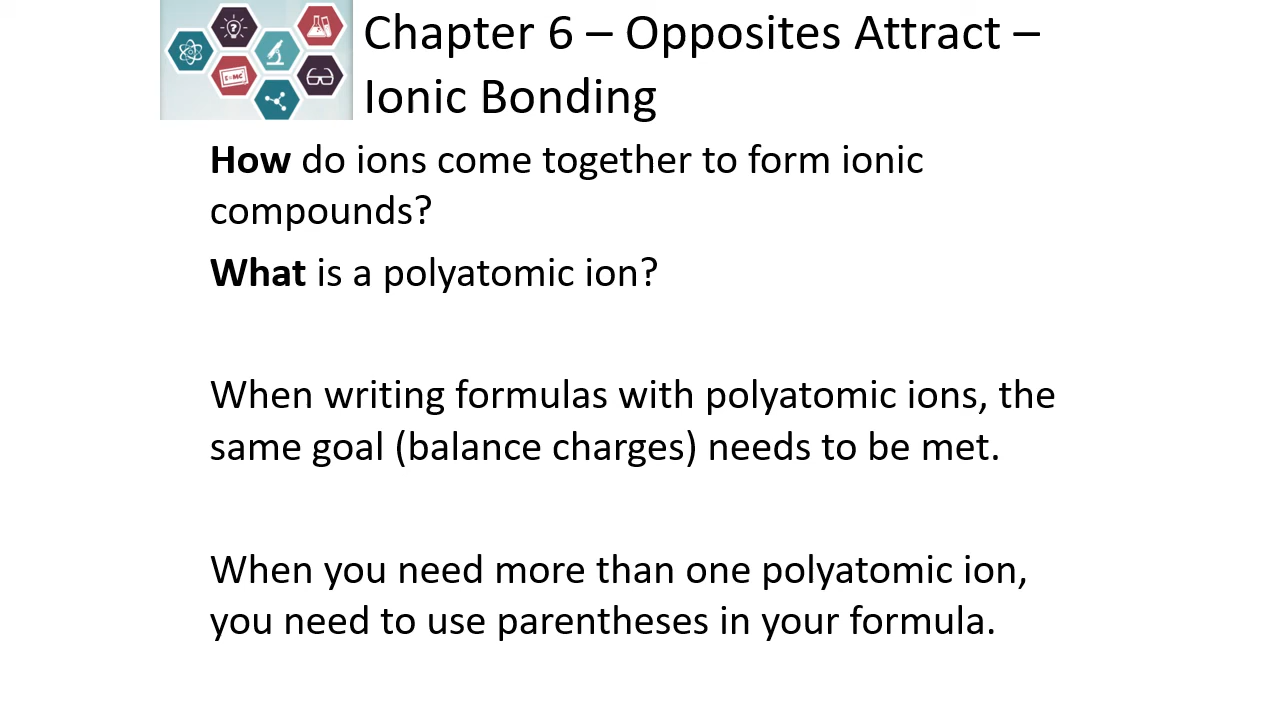 Chapter 6 – Opposites Attract –
Ionic Bonding
How do ions come together to form ionic
compounds?
What is a polyatomic ion?
When writing formulas with polyatomic ions, the
same goal (balance charges) needs to be met.
When you need more than one polyatomic ion,
you need to use parentheses in your formula.